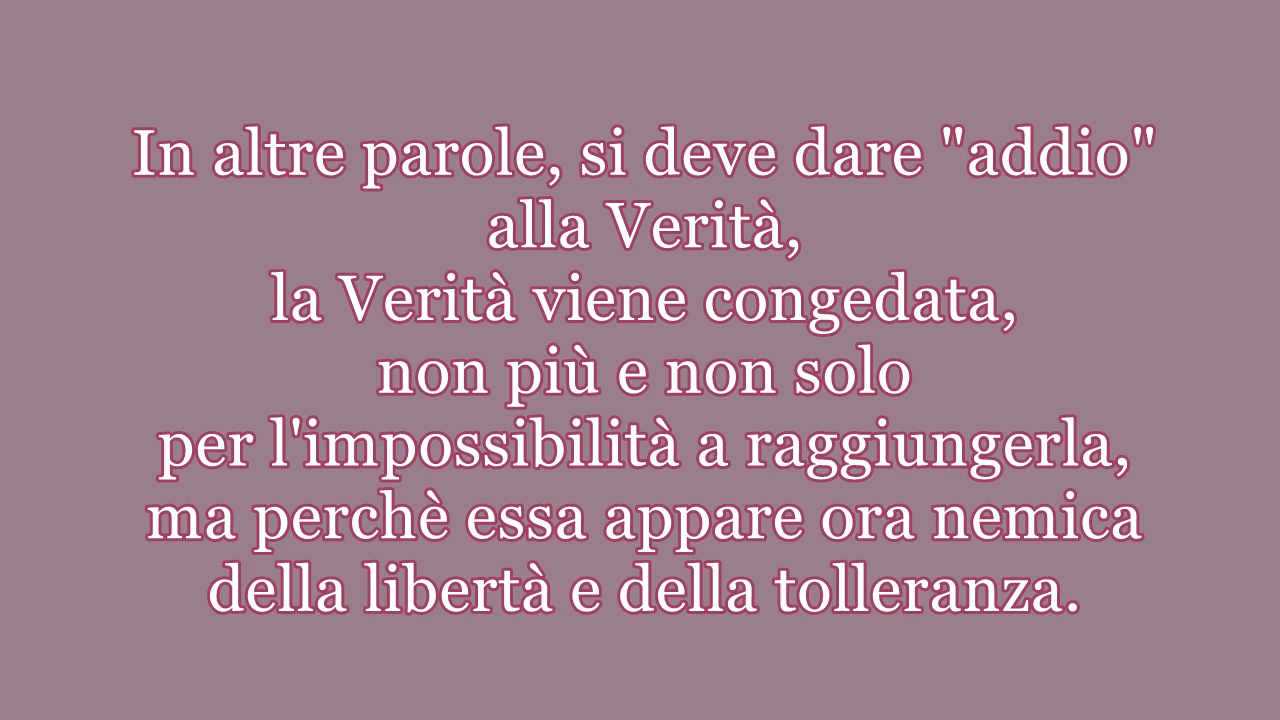 In altre parole, si deve dare "addio"
alla Verità,
la Verità viene congedata,
non più e non solo
per l'impossibilità a raggiungerla,
ma perchè essa appare ora nemica
della libertà e della tolleranza.